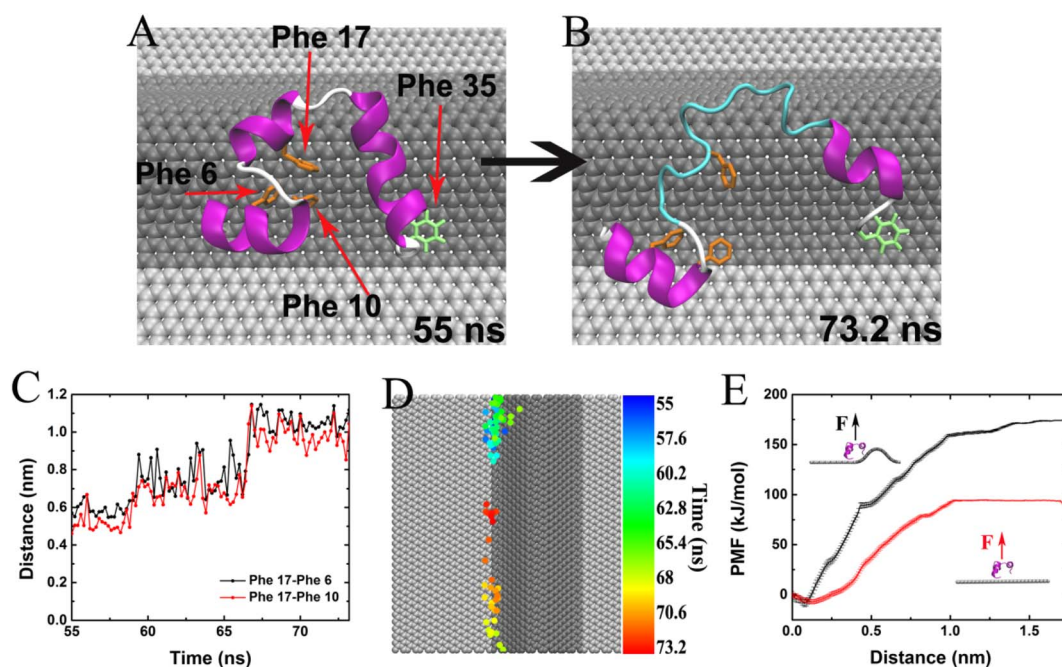 A
Phe 17
Phe 35
Phe 6
Phe 10
55 ns
B
73.2 ns
C
1.2
1.0
0.8
0.6
0.4
0.2
0.0
Distance (nm)
55 60 65 70
Time (ns)
Phe 17-Phe 6
Phe 17-Phe 10
D
55
57.6
60.2
62.8
65.4
68
70.6
73.2
Time (ns)
E
200
150
100
50
0
PMF (kJ/mol)
F
F
0.0 0.5 1.0 1.5
Distance (nm)